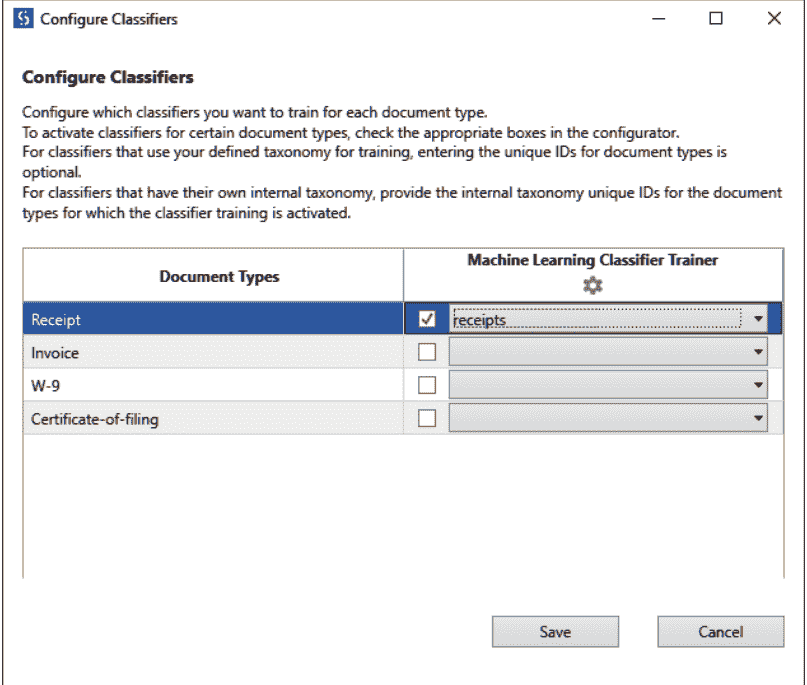 Configure Classifiers
Configure Classifiers
Configure which classifiers you want to train for each document type.
To activate classifiers for certain document types, check the appropriate boxes in the configurator.
For classifiers that use your defined taxonomy for training, entering the unique IDs for document types is
optional.
For classifiers that have their own internal taxonomy, provide the internal taxonomy unique IDs for the document
types for which the classifier training is activated.
Document Types
Machine Learning Classifier Trainer
Receipt
receipts
Invoice
W-9
Certificate-of-filing
Save
Cancel